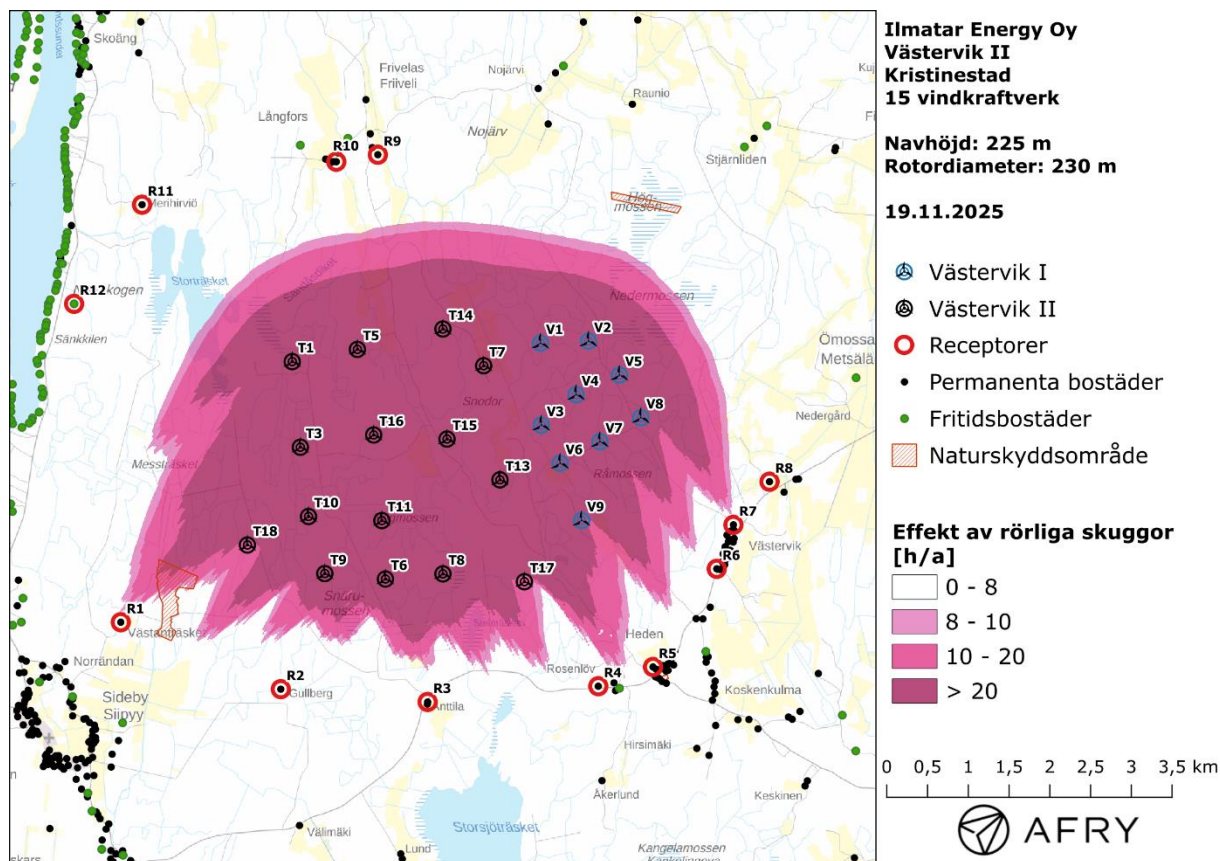 Ilmatar Energy Oy
Västervik II
Kristinestad
15 vindkraftverk
Navhöjd: 225 m
Rotordiameter: 230 m
19.11.2025
Västervik I
Västervik II
Receptorer
Permanenta bostäder
Fritidsbostäder
Naturskyddsområde
Effekt av rörliga skuggor
[h/a]
0 - 8
8 - 10
10 - 20
> 20
0 0,5 1 1,5 2 2,5 3 3,5 km
AFRY
Skoäng
Frivelas
Friiveli
Nojärvi
Raunio
Långfors
Nojärv
Stjärnliden
R10
R9
R11
Merihirviö
Högmossen
Storträsket
R12
Sänkkiien
Nedermossen
T14
T5
T1
T7
V1
V2
V5
V4
V8
V3
V7
V6
V9
Ömossa
Metsälä
Nedergård
Snodor
T16
T15
T3
T13
Messträsket
Råmossen
T10
T11
T18
T9
T6
T8
T17
R8
R7
Västervik
R6
R1
Västanträsket
Norrändan
Sideby
Siipyy
R2
Gullberg
R3
Anttila
Heden
Rosenlöv
R4
R5
Koskenkulma
Hirsimäki
Åkerlund
Keskinen
Välimäki
Storsjöträsket
Lund
Kangelamossen